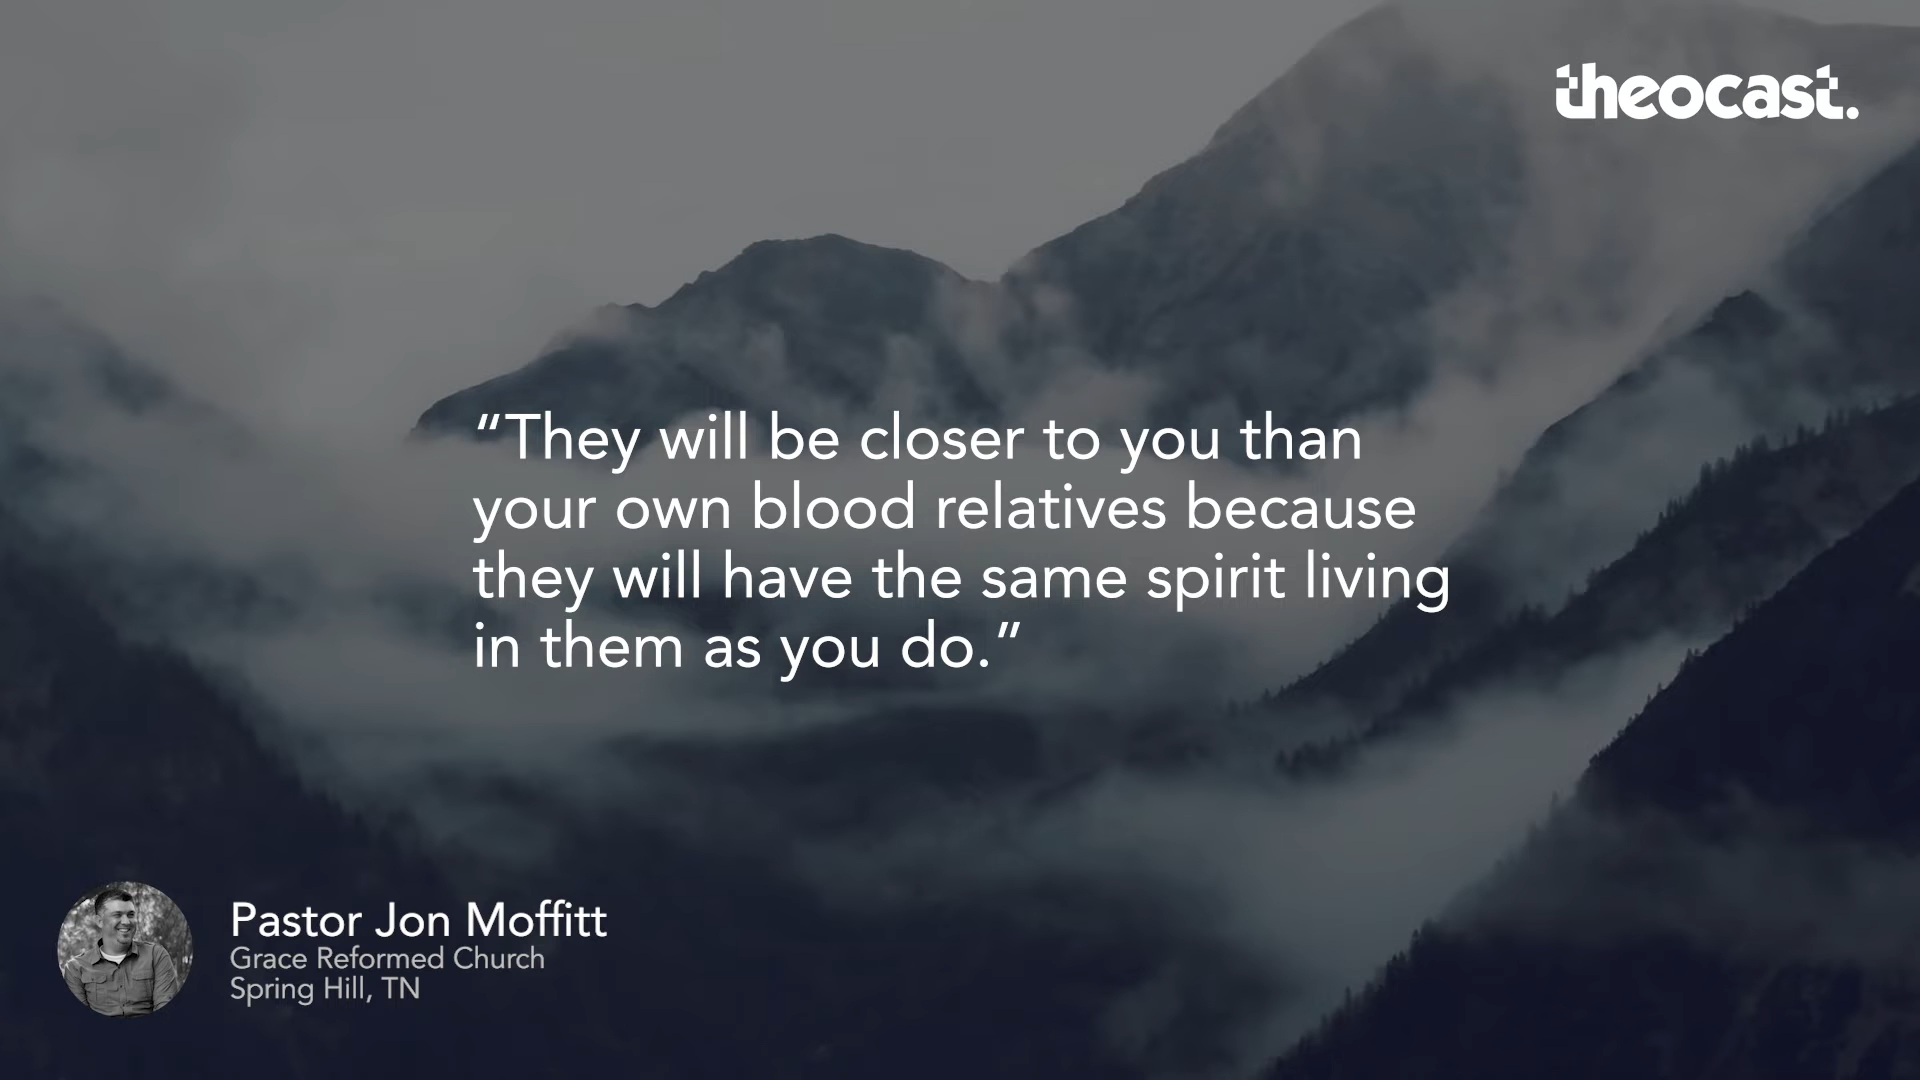 theocast.
“They will be closer to you than
your own blood relatives because
they will have the same spirit living
in them as you do.”
Pastor Jon Moffitt
Grace Reformed Church
Spring Hill, TN